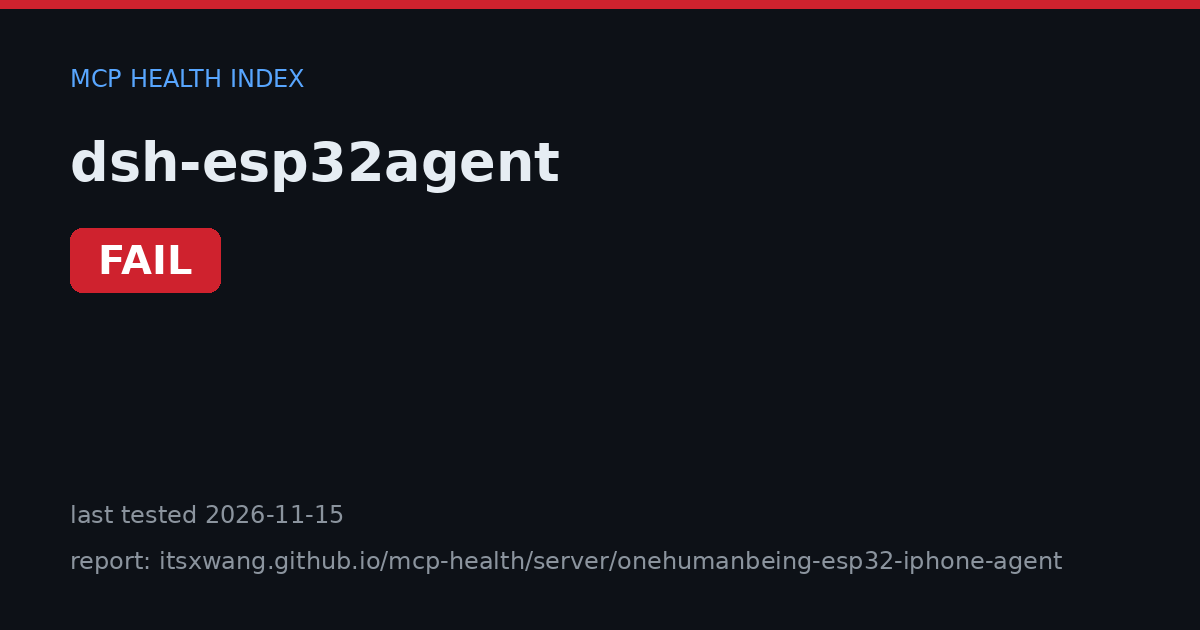 MCP HEALTH INDEX
dsh-esp32agent
FAIL
last tested 2026-11-15
report: itsxwang.github.io/mcp-health/server/onehumanbeing-esp32-iphone-agent